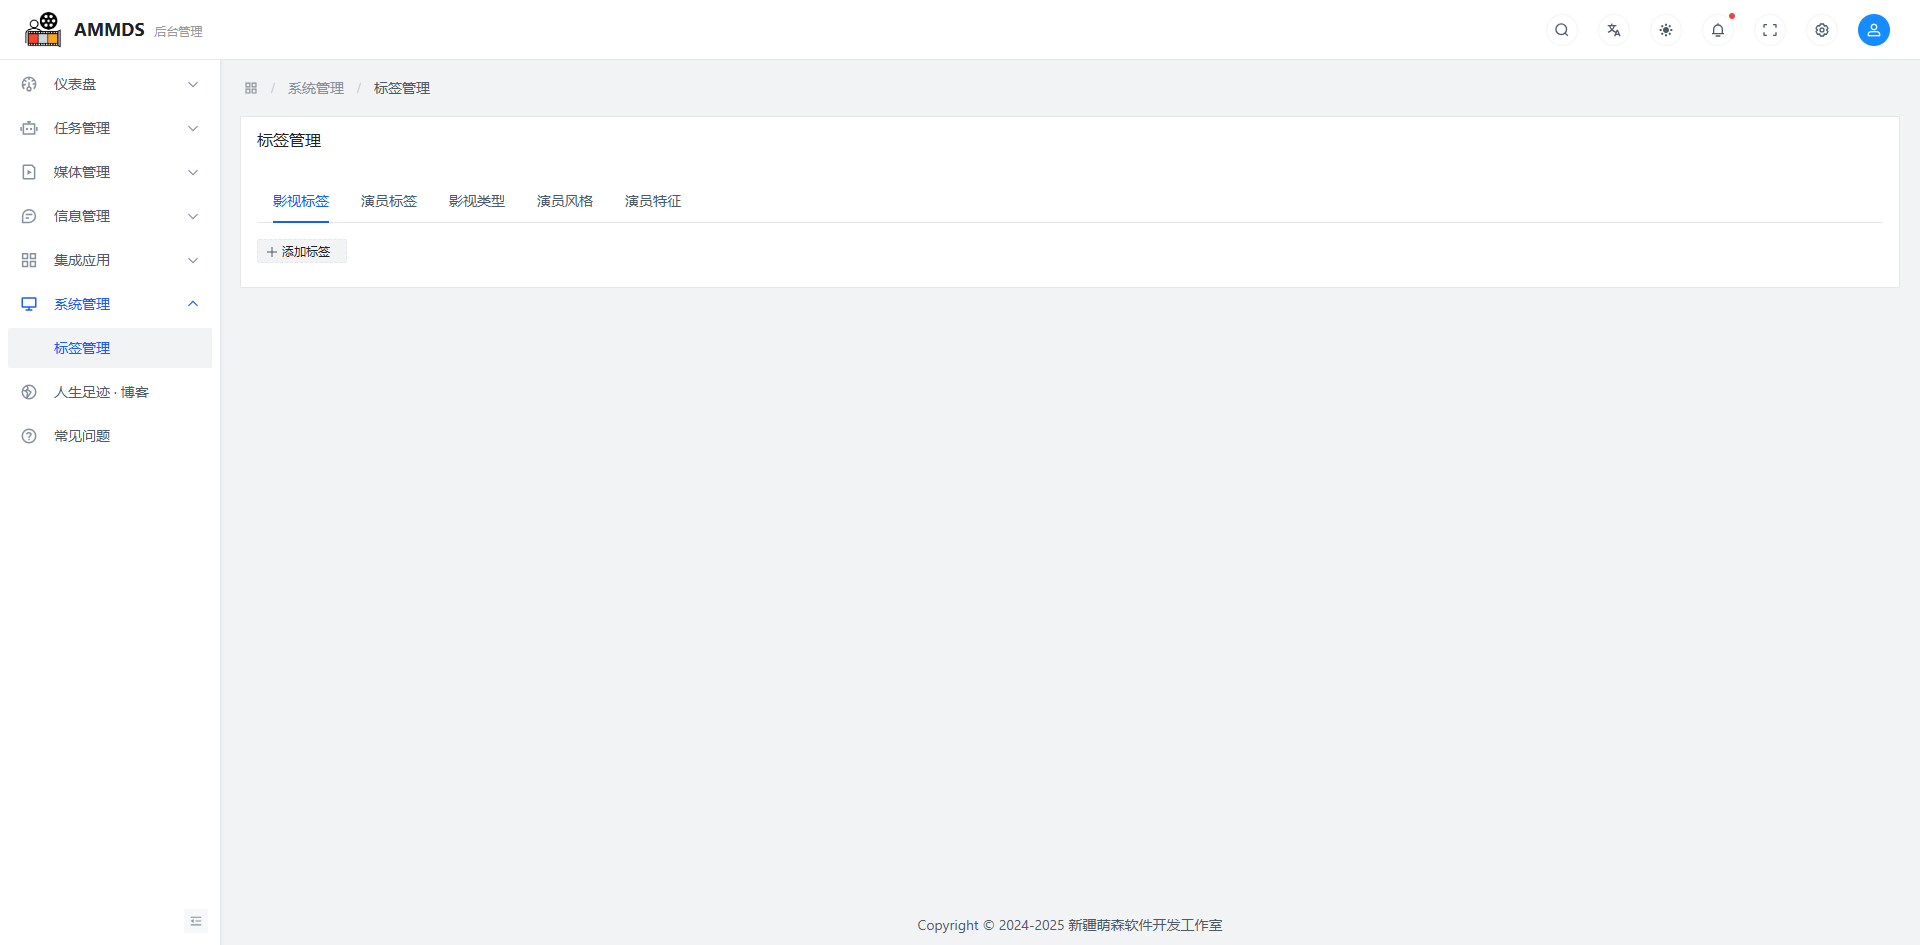 AMMDS 后台管理
仪表盘
任务管理
媒体管理
信息管理
集成应用
系统管理
标签管理
人生足迹 · 博客
常见问题
/ 系统管理 / 标签管理
标签管理
影视标签 演员标签 影视类型 演员风格 演员特征
添加标签
Copyright © 2024-2025 新疆萌森软件开发工作室